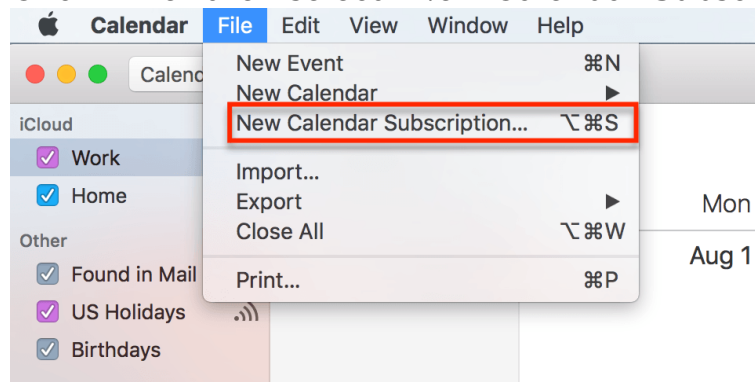 Calendar File Edit View Window Help
Calend
New Event ⌘N
New Calendar ▶
New Calendar Subscription... ⌥⌘S
Import...
Export ▶
Close All ⌥⌘W
Print... ⌘P
iCloud
Work
Home
Other
Found in Mail
US Holidays
Birthdays
Mon
Aug 1